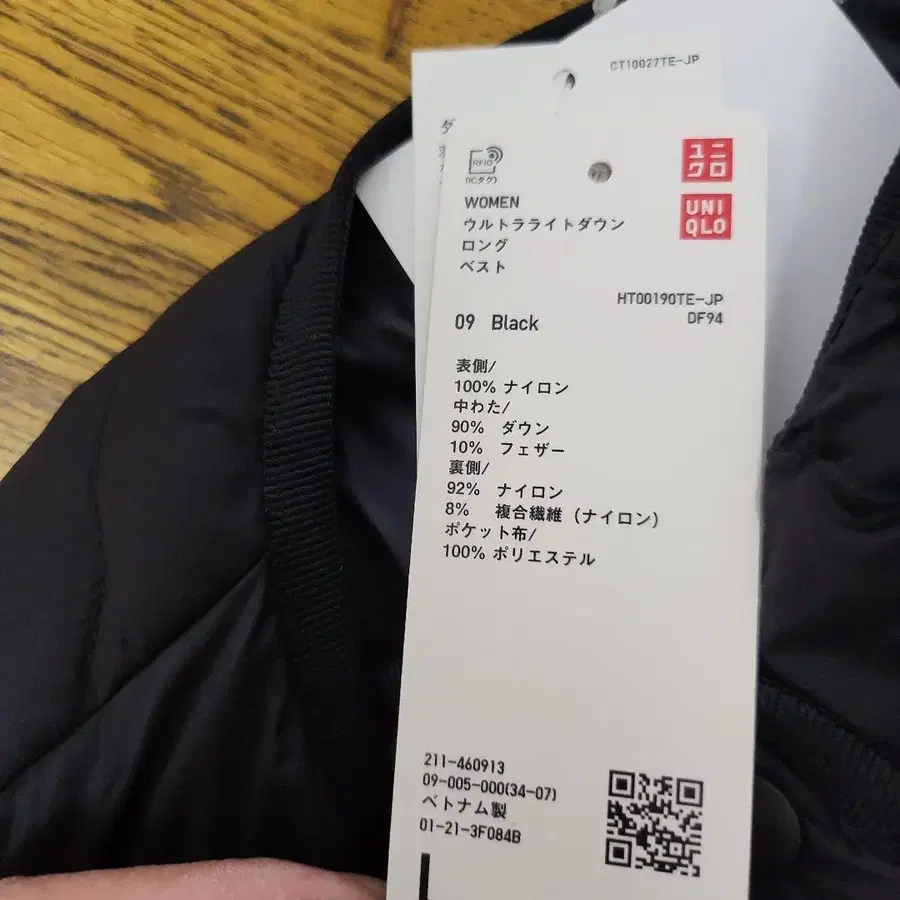 CT10027TE-JP
ダ
RFID
(ICタグ)
ユニ
クロ
UNI
QLO
WOMEN
ウルトラライトダウン
ロング
ベスト
HT00190TE-JP
DF94
09 Black
表側/
100% ナイロン
中わた/
90% ダウン
10% フェザー
裏側/
92% ナイロン
8% 複合繊維 (ナイロン)
ポケット布/
100% ポリエステル
211-460913
09-005-000(34-07)
ベトナム製
01-21-3F084B